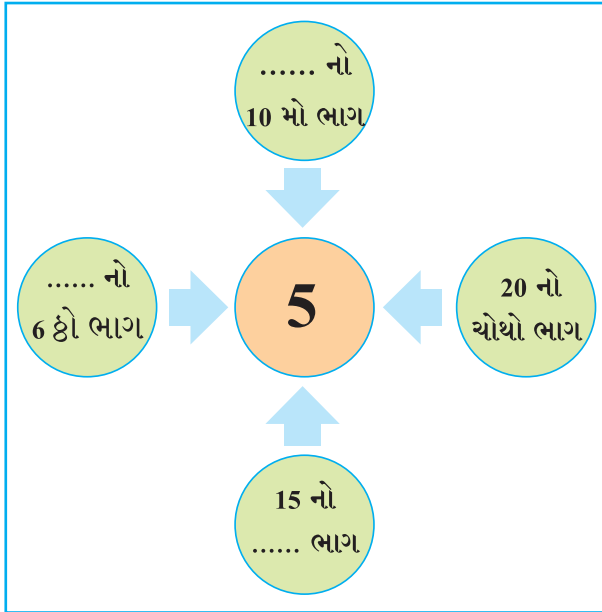 ...... નો
10 મો ભાગ
...... નો
6 ઠ્ઠો ભાગ
5
20 નો
ચોથો ભાગ
15 નો
...... ભાગ